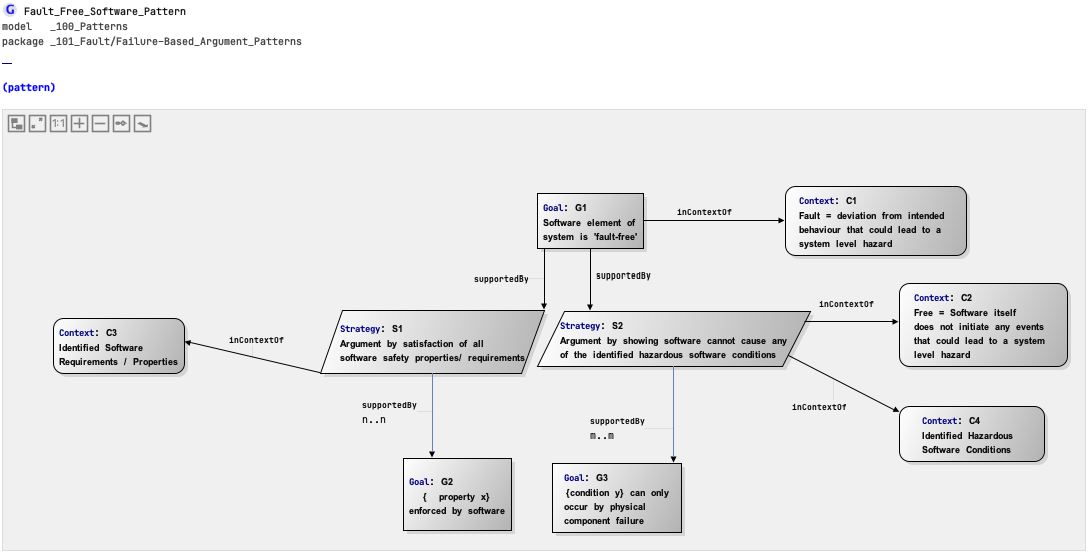 G Fault_Free_Software_Pattern
model _100_Patterns
package _101_Fault/Failure-Based_Argument_Patterns
(pattern)
1:1
Goal: G1
Software element of
system is 'fault-free'
inContextOf
Context: C1
Fault = deviation from intended
behaviour that could lead to a
system level hazard
supportedBy
supportedBy
Context: C3
Identified Software
Requirements / Properties
inContextOf
Strategy: S1
Argument by satisfaction of all
software safety properties/ requirements
Strategy: S2
Argument by showing software cannot cause any
of the identified hazardous software conditions
inContextOf
Context: C2
Free = Software itself
does not initiate any events
that could lead to a system
level hazard
inContextOf
Context: C4
Identified Hazardous
Software Conditions
supportedBy
n..n
supportedBy
m..m
Goal: G2
{ property x}
enforced by software
Goal: G3
{condition y} can only
occur by physical
component failure